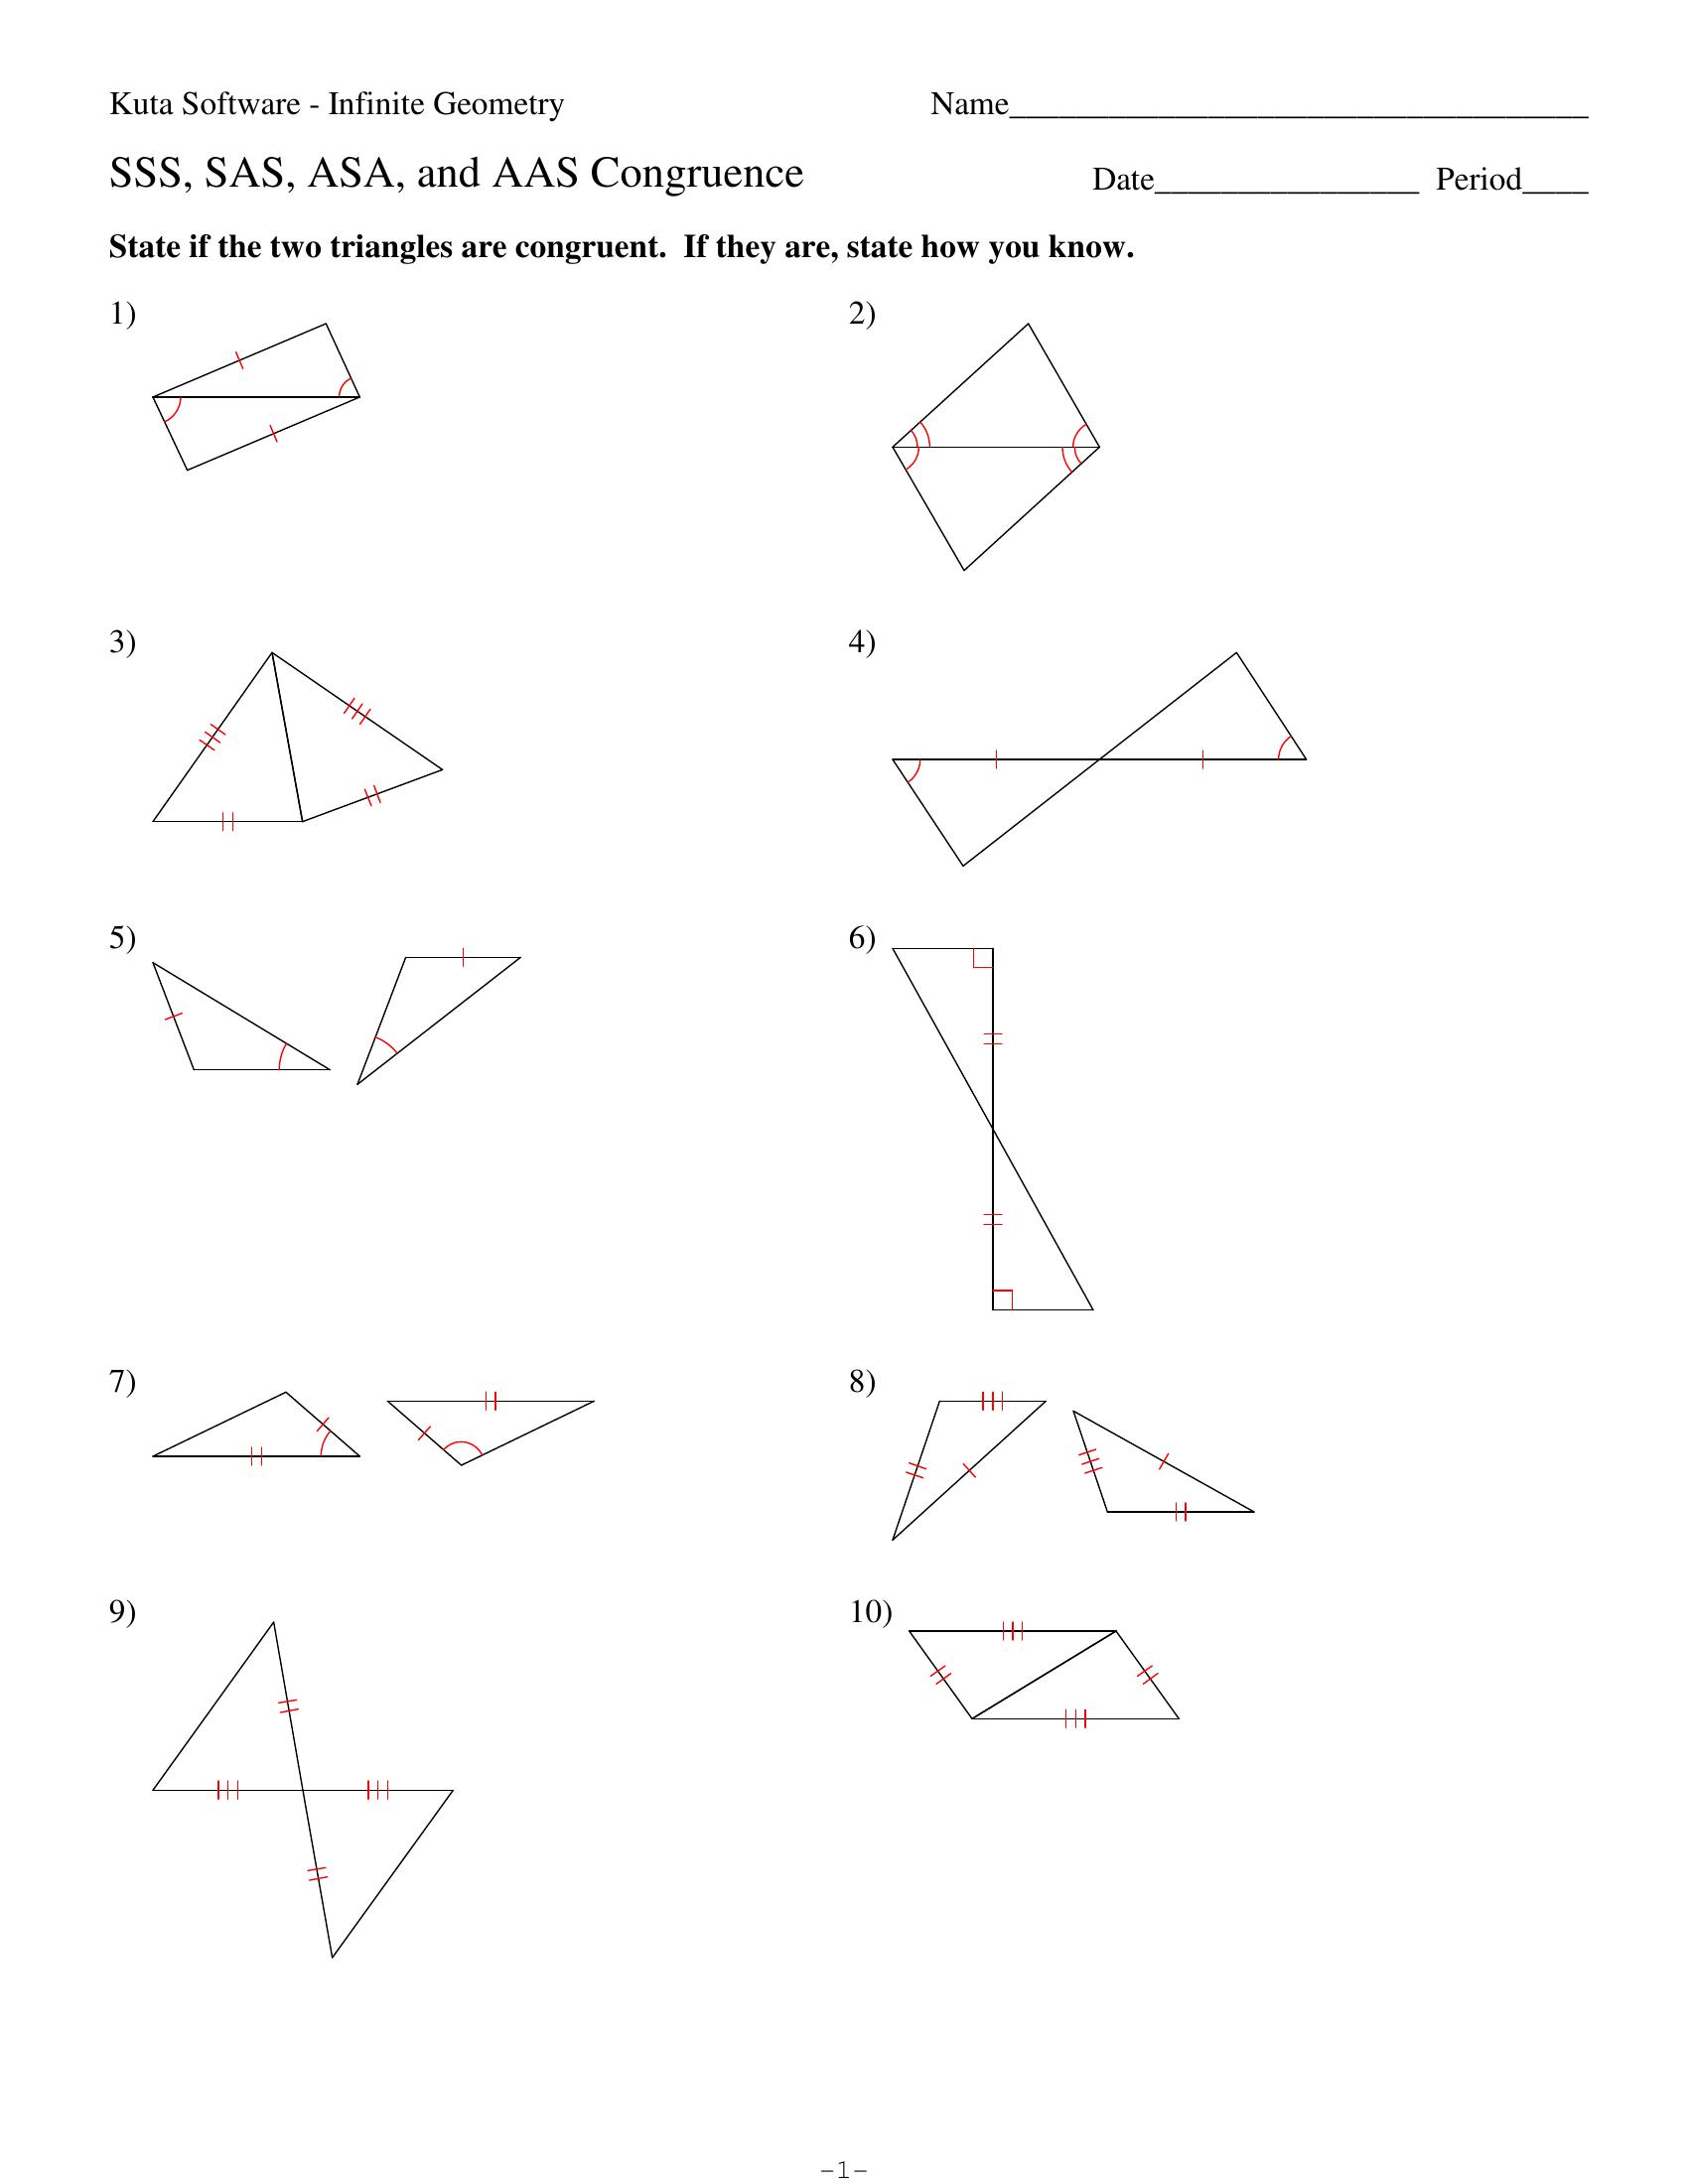 Kuta Software - Infinite Geometry
Name___________________________________
SSS, SAS, ASA, and AAS Congruence
Date________________ Period____
State if the two triangles are congruent.  If they are, state how you know.
1)
2)
3)
4)
5)
6)
7)
8)
9)
10)
-1-